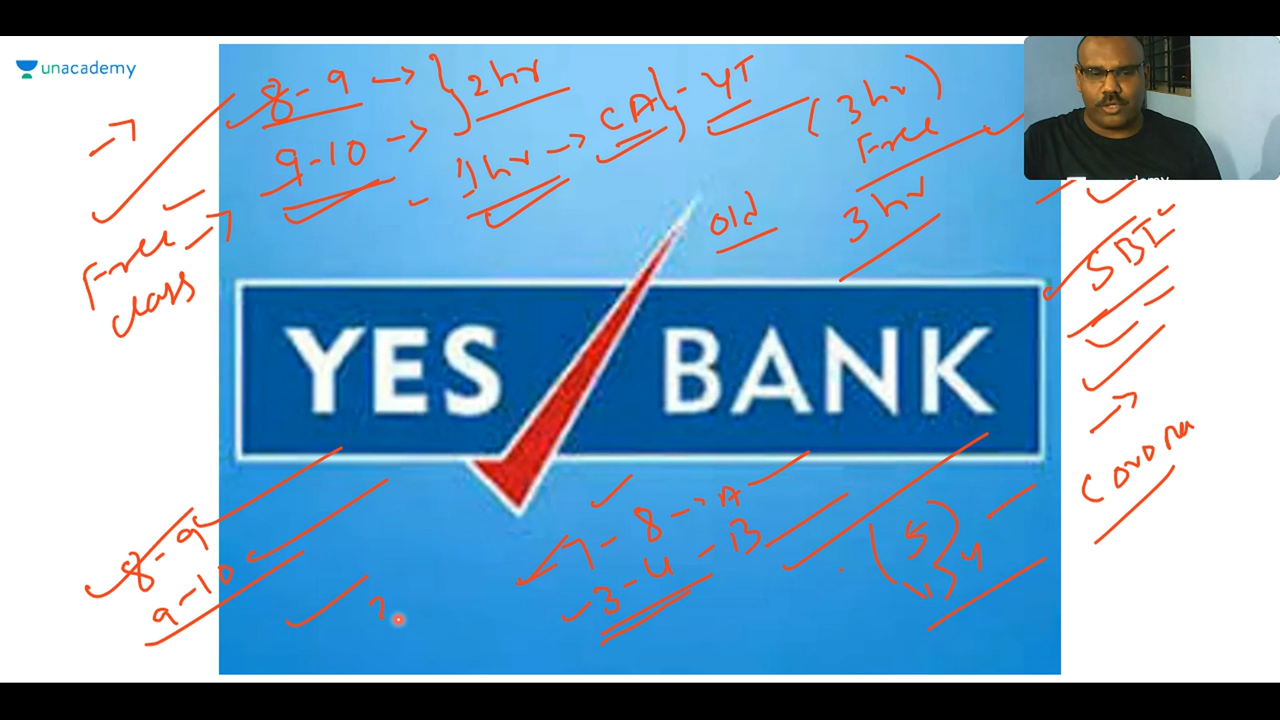 unacademy
8-9 → } 2hr
9-10 →
1hr → CA } - YT
(3hr)
Free
3hr
old
Free class
SBI
YES BANK
Corona
8-9
9-10
7-8 → A
3-4 - B
(5)
4